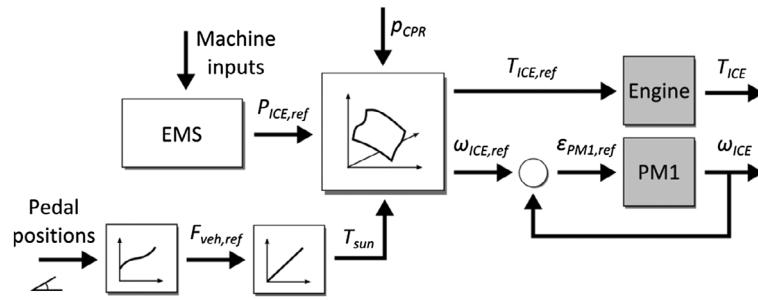 Machine
inputs
p_CPR
EMS
P_ICE,ref
T_ICE,ref
Engine
T_ICE
ω_ICE,ref
ε_PM1,ref
PM1
ω_ICE
Pedal
positions
F_veh,ref
T_sun